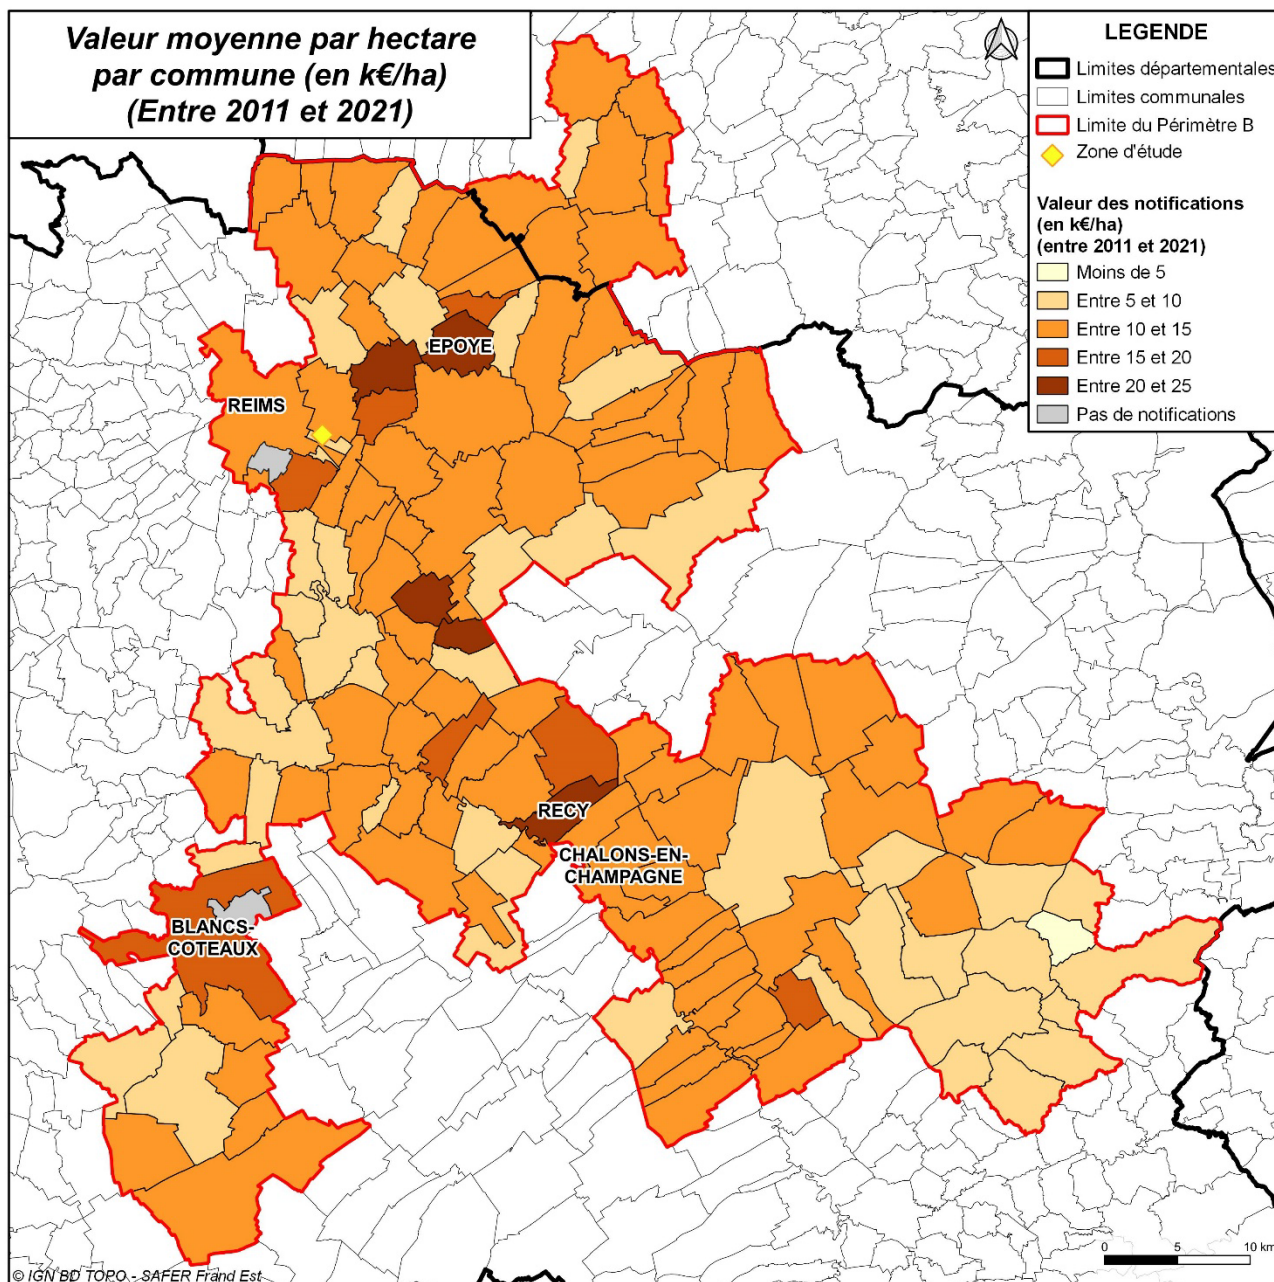 Valeur moyenne par hectare
par commune (en k€/ha)
(Entre 2011 et 2021)
LEGENDE
Limites départementales
Limites communales
Limite du Périmètre B
Zone d'étude
Valeur des notifications
(en k€/ha)
(entre 2011 et 2021)
Moins de 5
Entre 5 et 10
Entre 10 et 15
Entre 15 et 20
Entre 20 et 25
Pas de notifications
EPOYE
REIMS
RECY
CHALONS-EN-
CHAMPAGNE
BLANCS-
COTEAUX
0 5 10 km
© IGN BD TOPO - SAFER Frand Est